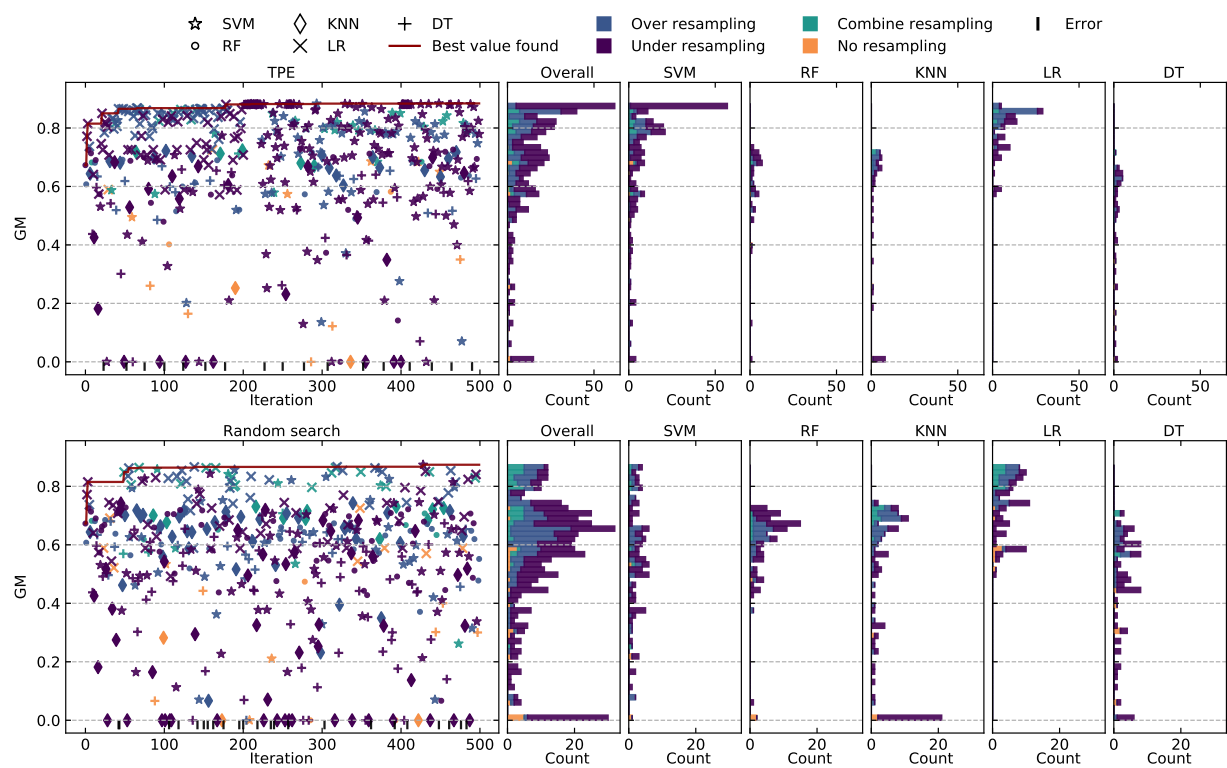 SVM KNN DT Over resampling Combine resampling Error
RF LR Best value found Under resampling No resampling
TPE Overall SVM RF KNN LR DT
GM
0.8
0.6
0.4
0.2
0.0
0 100 200 300 400 500 0 50 0 50 0 50 0 50 0 50 0 50
Iteration Count Count Count Count Count Count
Random search Overall SVM RF KNN LR DT
GM
0.8
0.6
0.4
0.2
0.0
0 100 200 300 400 500 0 20 0 20 0 20 0 20 0 20 0 20
Iteration Count Count Count Count Count Count